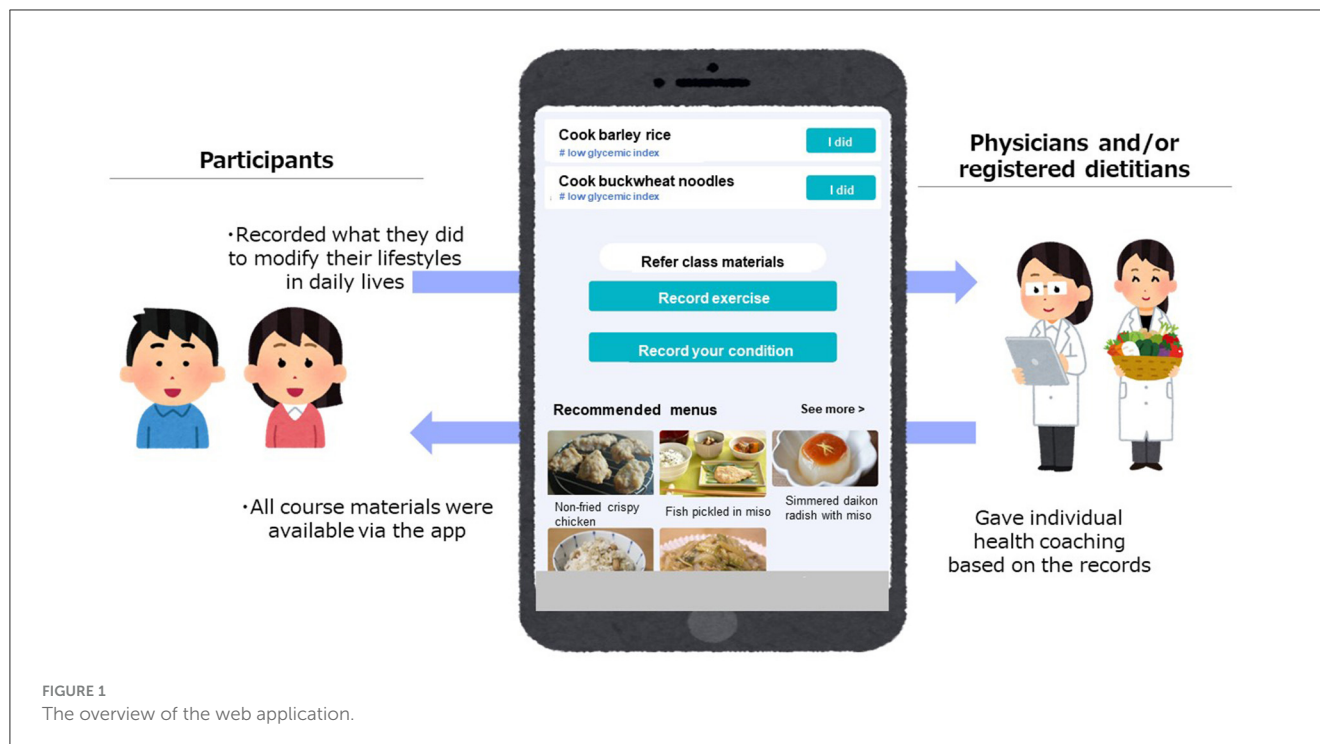 Participants
・Recorded what they did
to modify their lifestyles
in daily lives
・All course materials were
available via the app
Cook barley rice
# low glycemic index
I did
Cook buckwheat noodles
# low glycemic index
I did
Refer class materials
Record exercise
Record your condition
Recommended menus
See more >
Non-fried crispy
chicken
Fish pickled in miso
Simmered daikon
radish with miso
Physicians and/or
registered dietitians
Gave individual
health coaching
based on the records
FIGURE 1
The overview of the web application.